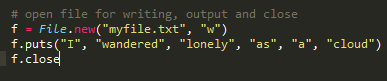 # open file for writing, output and close
f = File.new("myfile.txt", "w")
f.puts("I", "wandered", "lonely", "as", "a", "cloud")
f.close